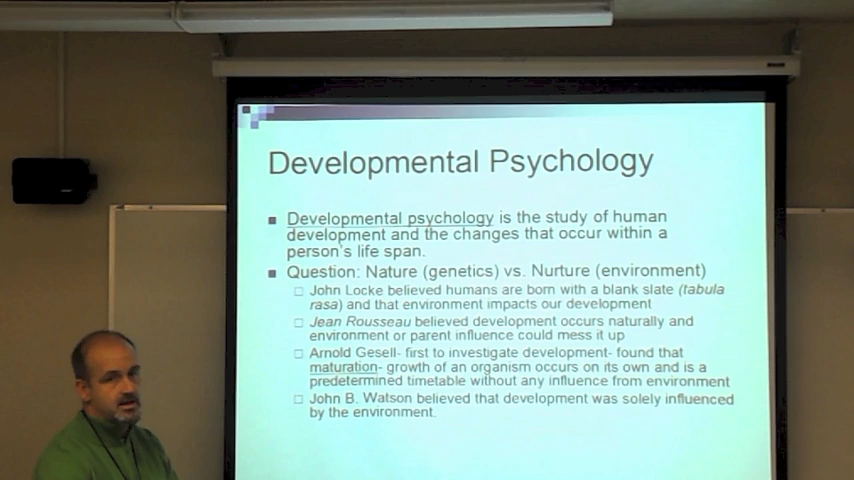 Developmental Psychology
Developmental psychology is the study of human
development and the changes that occur within a
person's life span.
Question: Nature (genetics) vs. Nurture (environment)
John Locke believed humans are born with a blank slate (tabula
rasa) and that environment impacts our development
Jean Rousseau believed development occurs naturally and
environment or parent influence could mess it up
Arnold Gesell- first to investigate development- found that
maturation- growth of an organism occurs on its own and is a
predetermined timetable without any influence from environment
John B. Watson believed that development was solely influenced
by the environment.